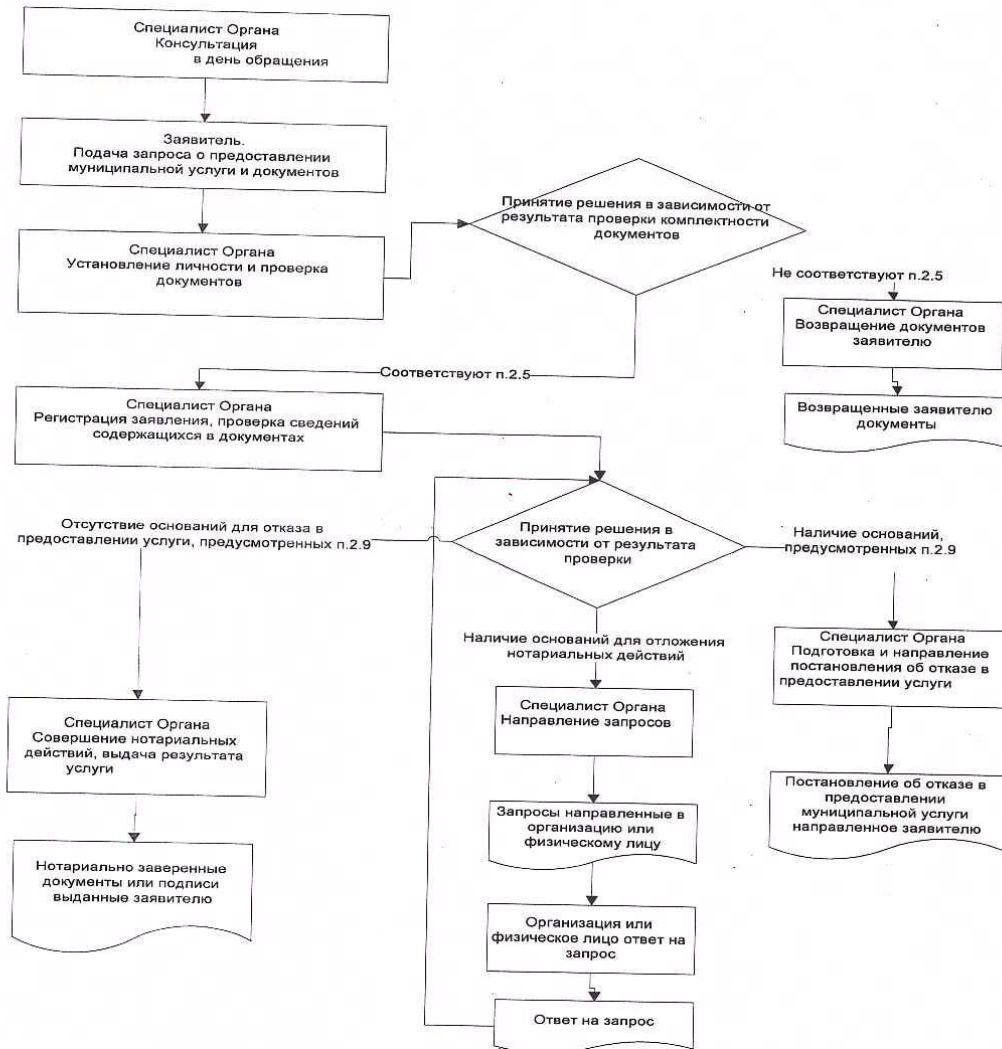 Специалист Органа
Консультация
в день обращения
Заявитель.
Подача запроса о предоставлении
муниципальной услуги и документов
Специалист Органа
Установление личности и проверка
документов
Принятие решения в зависимости от
результата проверки комплектности
документов
Не соответствуют п.2.5
Специалист Органа
Возвращение документов
заявителю
Возвращенные заявителю
документы
Соответствуют п.2.5
Специалист Органа
Регистрация заявления, проверка сведений
содержащихся в документах
Принятие решения в
зависимости от результата
проверки
Отсутствие оснований для отказа в
предоставлении услуги, предусмотренных п.2.9
Специалист Органа
Совершение нотариальных
действий, выдача результата
услуги
Нотариально заверенные
документы или подписи
выданные заявителю
Наличие оснований для отложения
нотариальных действий
Специалист Органа
Направление запросов
Запросы направленные в
организацию или
физическому лицу
Организация или
физическое лицо ответ на
запрос
Ответ на запрос
Наличие оснований,
предусмотренных п.2.9
Специалист Органа
Подготовка и направление
постановления об отказе в
предоставлении услуги
Постановление об отказе в
предоставлении
муниципальной услуги
направленное заявителю